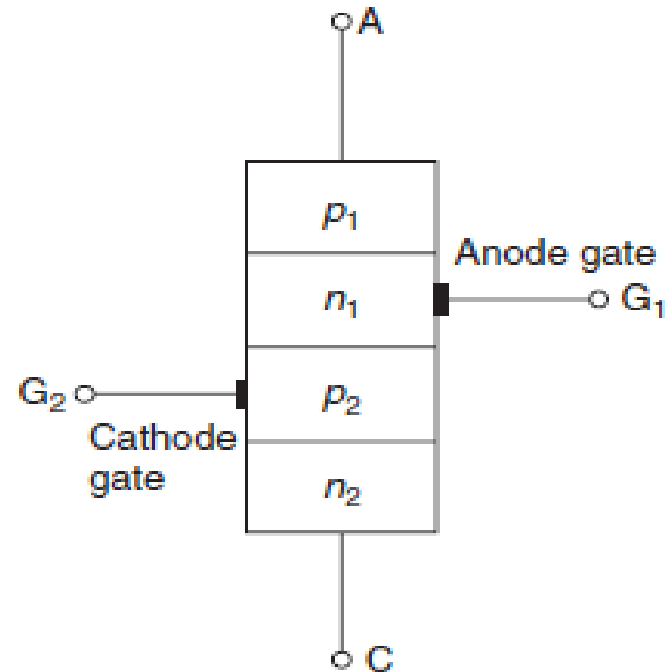 A
p₁
Anode gate
n₁
G₁
G₂
p₂
Cathode
gate
n₂
C